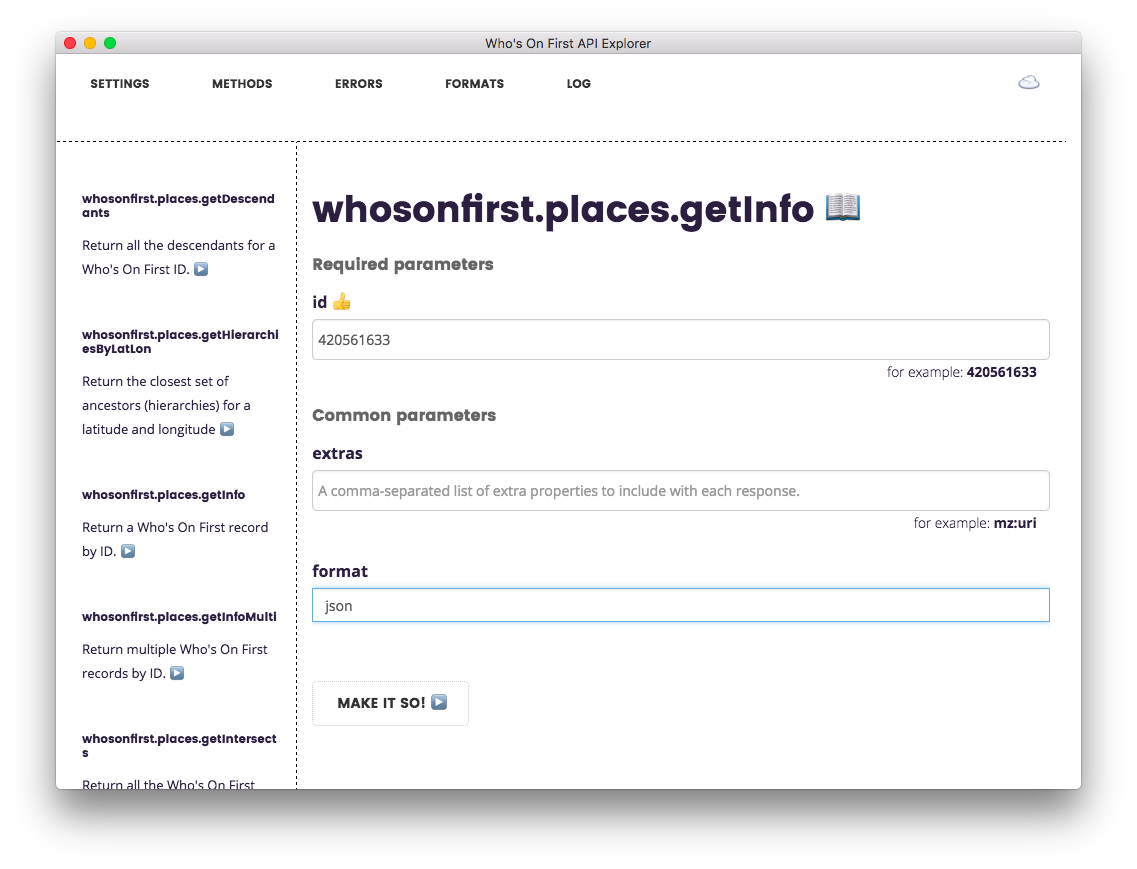 Who's On First API Explorer
SETTINGS METHODS ERRORS FORMATS LOG
whosonfirst.places.getDescend
ants
Return all the descendants for a
Who's On First ID.
whosonfirst.places.getHierarchi
esByLatLon
Return the closest set of
ancestors (hierarchies) for a
latitude and longitude
whosonfirst.places.getInfo
Return a Who's On First record
by ID.
whosonfirst.places.getInfoMulti
Return multiple Who's On First
records by ID.
whosonfirst.places.getIntersect
s
Return all the Who's On First
whosonfirst.places.getInfo
Required parameters
id
420561633
for example: 420561633
Common parameters
extras
A comma-separated list of extra properties to include with each response.
for example: mz:uri
format
json
MAKE IT SO!